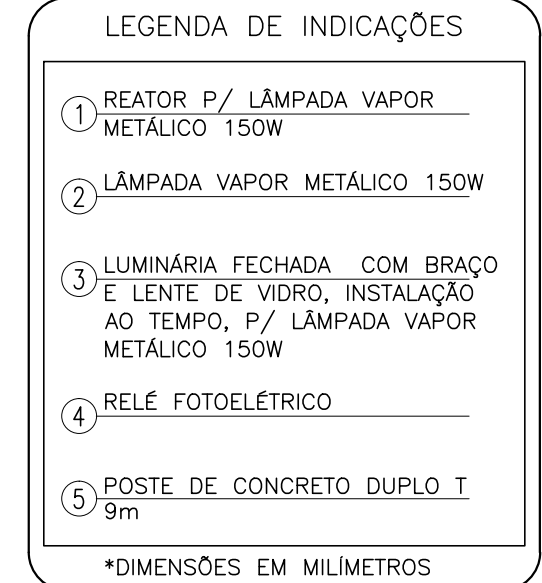 LEGENDA DE INDICAÇÕES
1 REATOR P/ LÂMPADA VAPOR
METÁLICO 150W
2 LÂMPADA VAPOR METÁLICO 150W
3 LUMINÁRIA FECHADA COM BRAÇO
E LENTE DE VIDRO, INSTALAÇÃO
AO TEMPO, P/ LÂMPADA VAPOR
METÁLICO 150W
4 RELÉ FOTOELÉTRICO
5 POSTE DE CONCRETO DUPLO T
9m
*DIMENSÕES EM MILÍMETROS